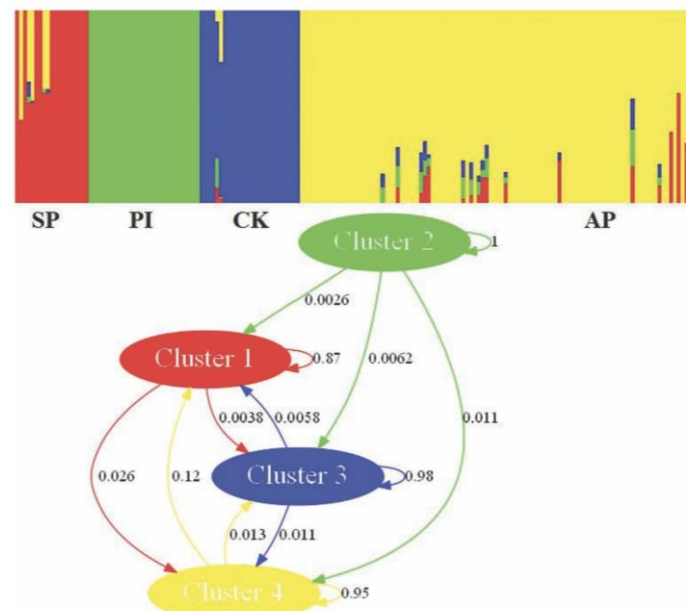 SP PI CK AP
Cluster 2
1
0.0026
Cluster 1
0.87
0.0062
0.0038
0.0058
0.011
0.026
0.12
Cluster 3
0.98
0.013
0.011
Cluster 4
0.95